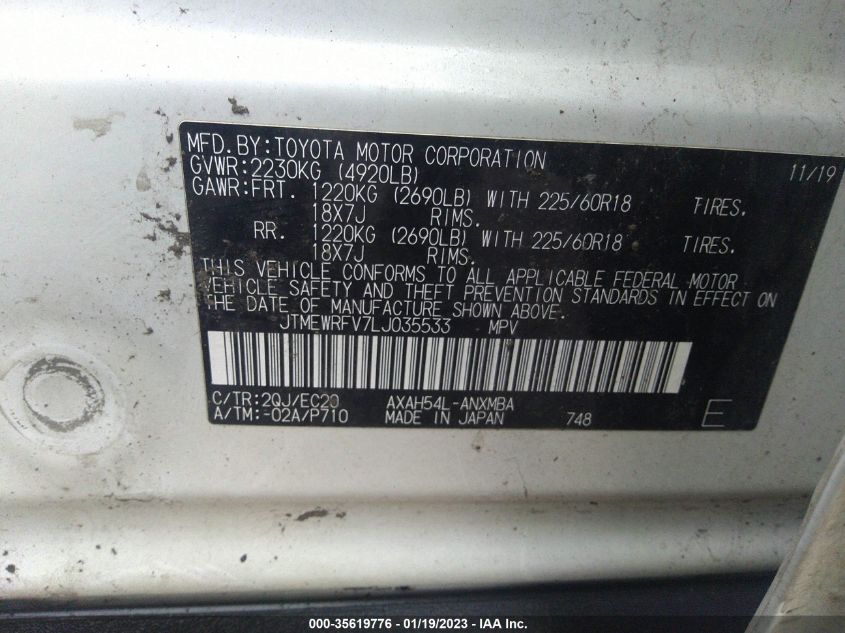 MFD.BY:TOYOTA MOTOR CORPORATION 11/19
GVWR:2230KG (4920LB)
GAWR:FRT. 1220KG (2690LB) WITH 225/60R18 TIRES.
18X7J RIMS.
RR. 1220KG (2690LB) WITH 225/60R18 TIRES.
18X7J RIMS.
THIS VEHICLE CONFORMS TO ALL APPLICABLE FEDERAL MOTOR
VEHICLE SAFETY AND THEFT PREVENTION STANDARDS IN EFFECT ON
THE DATE OF MANUFACTURE SHOWN ABOVE.
JTMEWRFV7LJ035533 MPV
C/TR:2QJ/EC20 AXAH54L-ANXMBA
A/TM:-02A/P710 MADE IN JAPAN 748 E
000-35619776 - 01/19/2023 - IAA Inc.